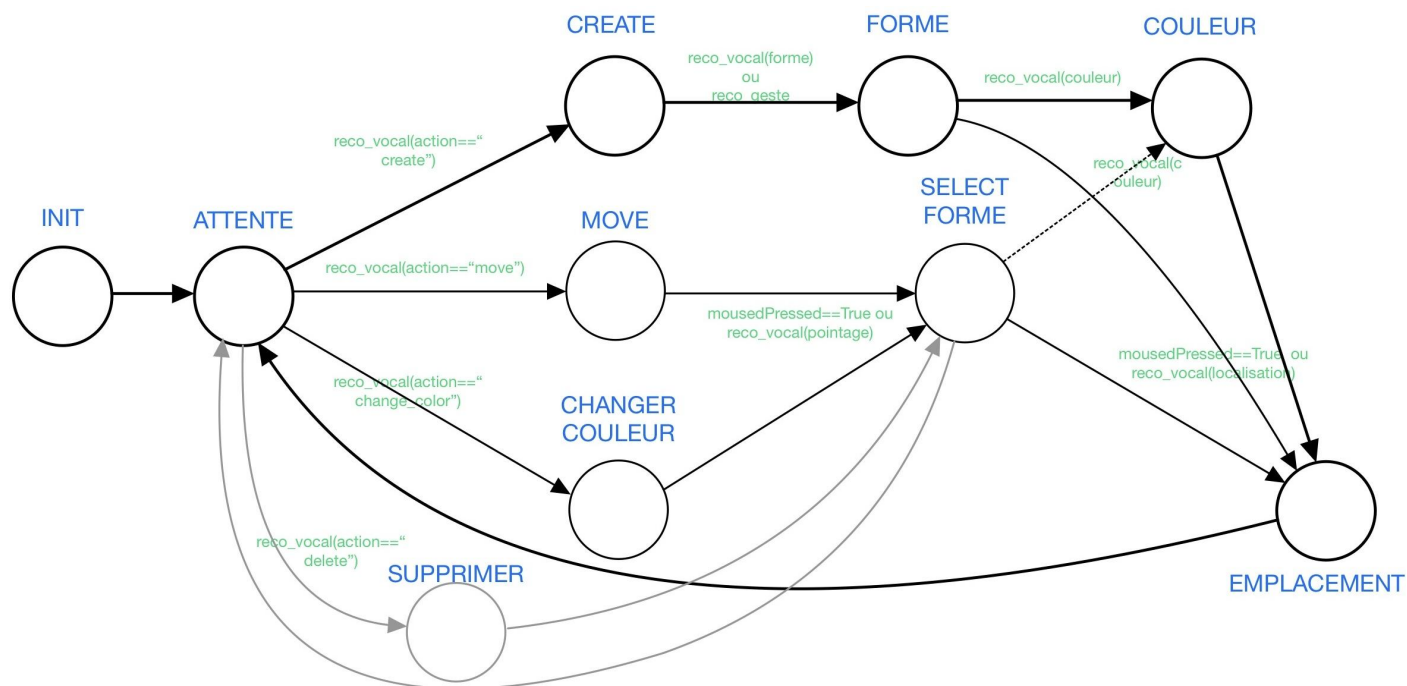 CREATE
FORME
COULEUR
reco_vocal(forme)
ou
reco_geste
reco_vocal(couleur)
reco_vocal(action=="
create")
reco_vocal(c
ouleur)
SELECT
FORME
INIT
ATTENTE
MOVE
reco_vocal(action=="move")
mousedPressed==True ou
reco_vocal(pointage)
mousedPressed==True ou
reco_vocal(localisation)
reco_vocal(action=="
change_color")
CHANGER
COULEUR
reco_vocal(action=="
delete")
SUPPRIMER
EMPLACEMENT